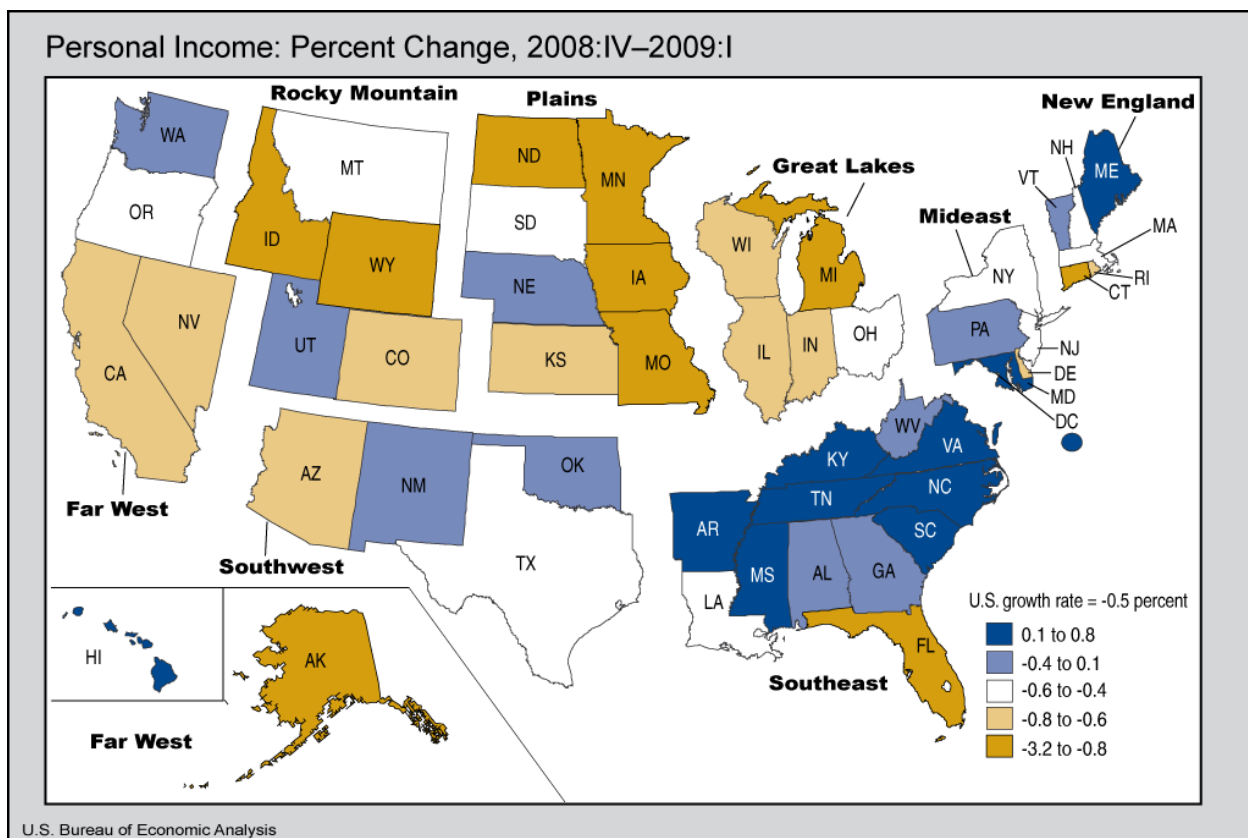 Personal Income: Percent Change, 2008:IV–2009:I
Rocky Mountain
Plains
New England
Great Lakes
Mideast
WA
MT
ND
MN
NH
ME
VT
OR
SD
WI
MA
ID
WY
IA
MI
NY
RI
CT
NE
NV
UT
CO
KS
MO
IL
IN
OH
PA
NJ
DE
MD
DC
CA
WV
VA
KY
AZ
NM
OK
TN
NC
Far West
AR
SC
Southwest
TX
MS
AL
GA
LA
U.S. growth rate = -0.5 percent
0.1 to 0.8
-0.4 to 0.1
-0.6 to -0.4
-0.8 to -0.6
-3.2 to -0.8
HI
AK
FL
Southeast
Far West
U.S. Bureau of Economic Analysis